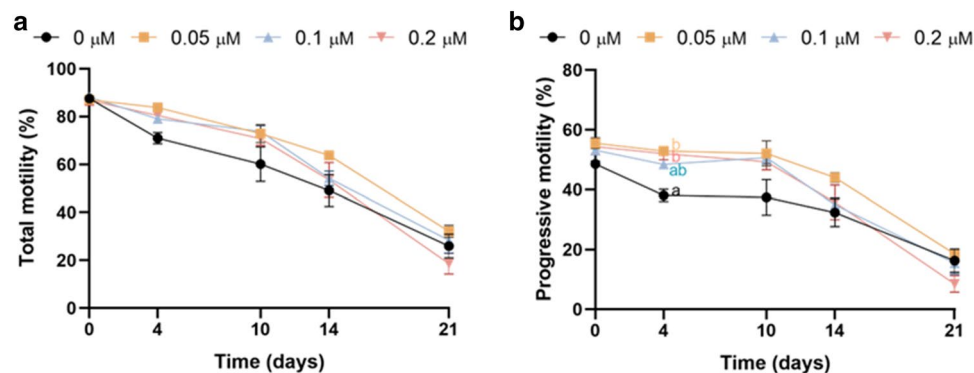 a
0 μM 0.05 μM 0.1 μM 0.2 μM
Total motility (%)
100
80
60
40
20
0
0 4 10 14 21
Time (days)
b
0 μM 0.05 μM 0.1 μM 0.2 μM
Progressive motility (%)
80
60
40
20
0
b
b
ab
a
0 4 10 14 21
Time (days)